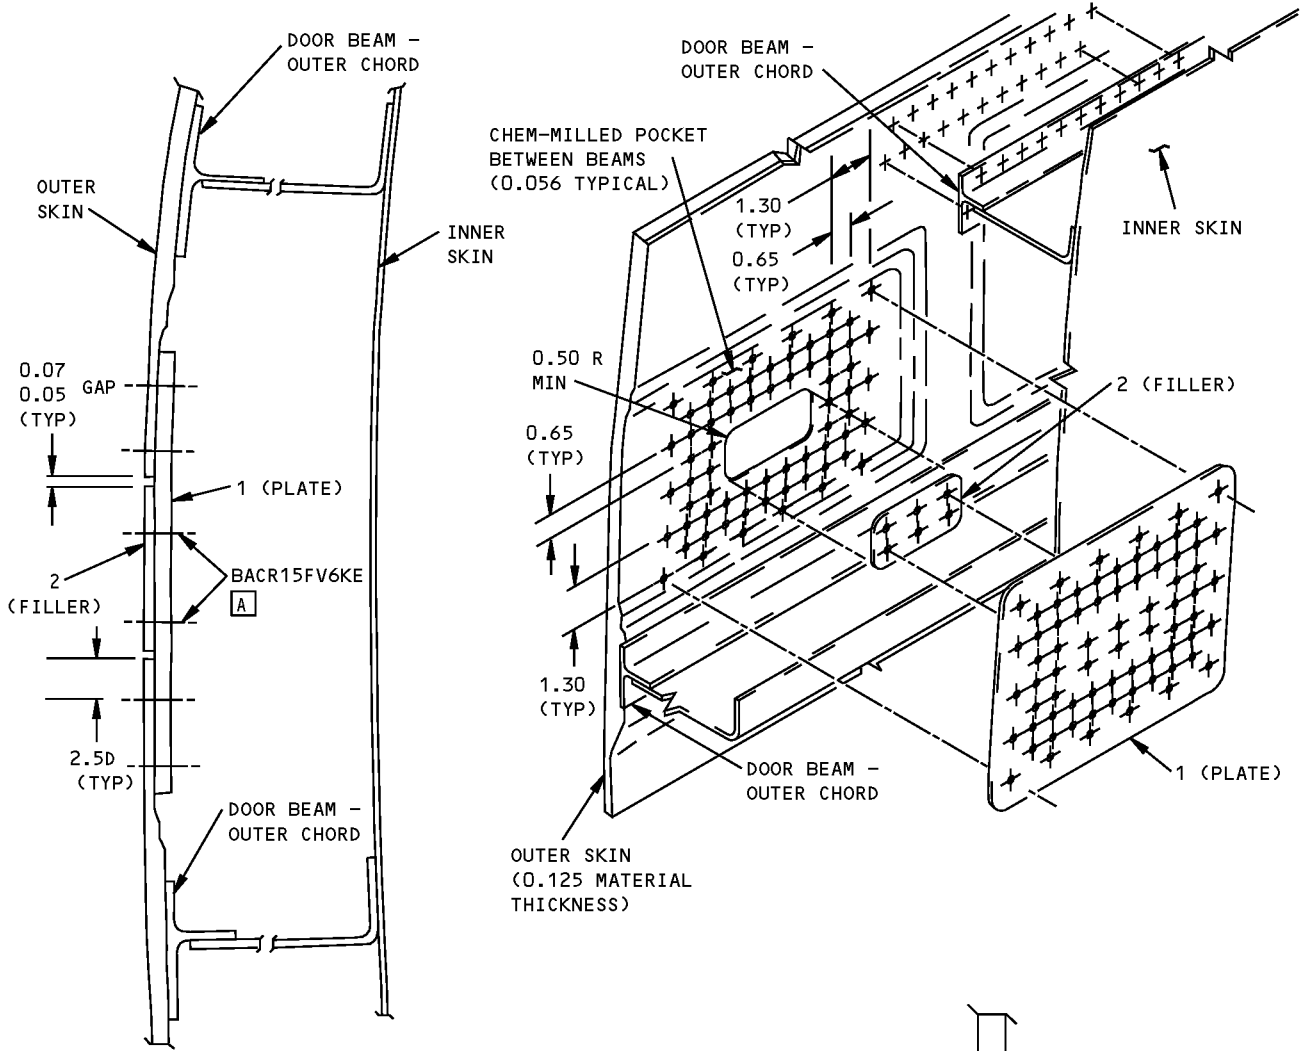 DOOR BEAM –
OUTER CHORD
OUTER
SKIN
INNER
SKIN
0.07
0.05
GAP
(TYP)
1 (PLATE)
2
(FILLER)
BACR15FV6KE
A
2.5D
(TYP)
DOOR BEAM –
OUTER CHORD
DOOR BEAM –
OUTER CHORD
CHEM-MILLED POCKET
BETWEEN BEAMS
(0.056 TYPICAL)
1.30
(TYP)
0.65
(TYP)
INNER SKIN
0.50 R
MIN
2 (FILLER)
0.65
(TYP)
1.30
(TYP)
DOOR BEAM –
OUTER CHORD
1 (PLATE)
OUTER SKIN
(0.125 MATERIAL
THICKNESS)